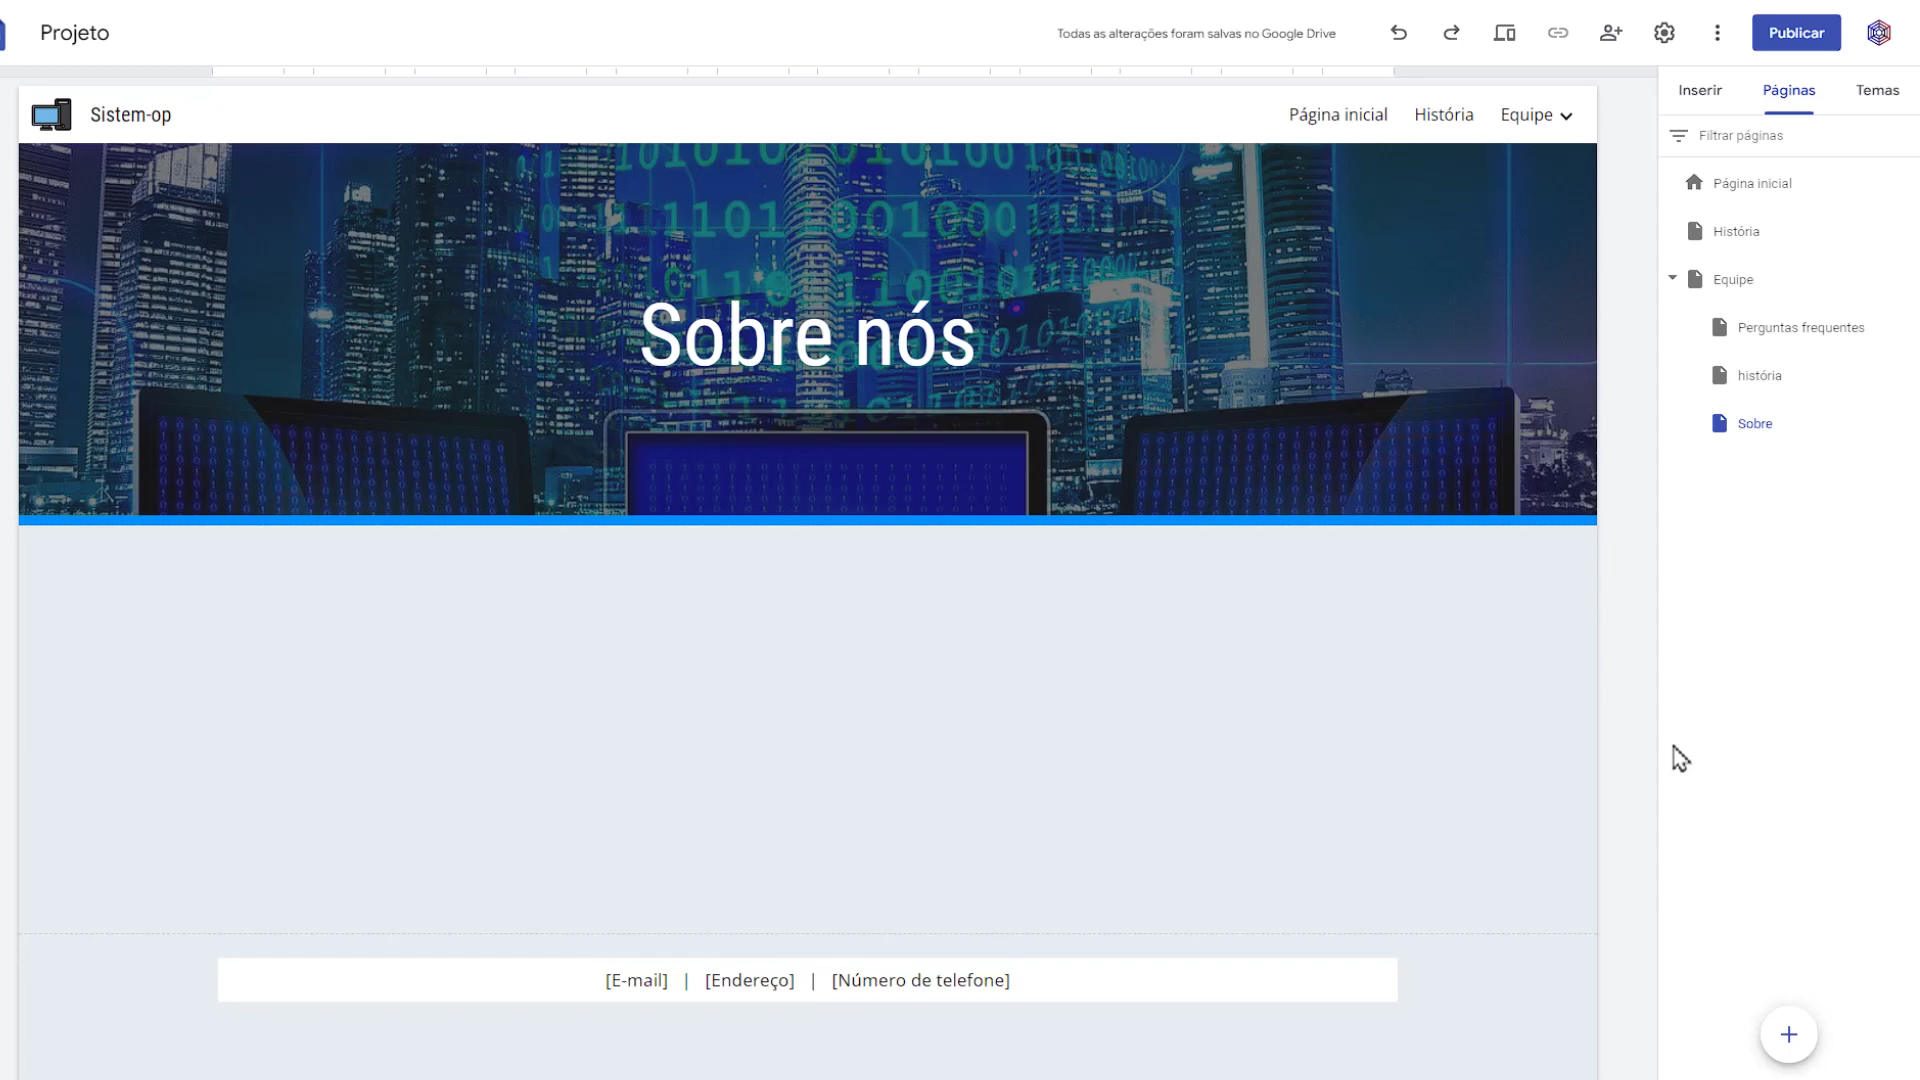 Projeto
Todas as alterações foram salvas no Google Drive
Publicar
Inserir
Páginas
Temas
Sistem-op
Página inicial
História
Equipe
Filtrar páginas
Página inicial
História
Equipe
Perguntas frequentes
história
Sobre
Sobre nós
[E-mail] | [Endereço] | [Número de telefone]